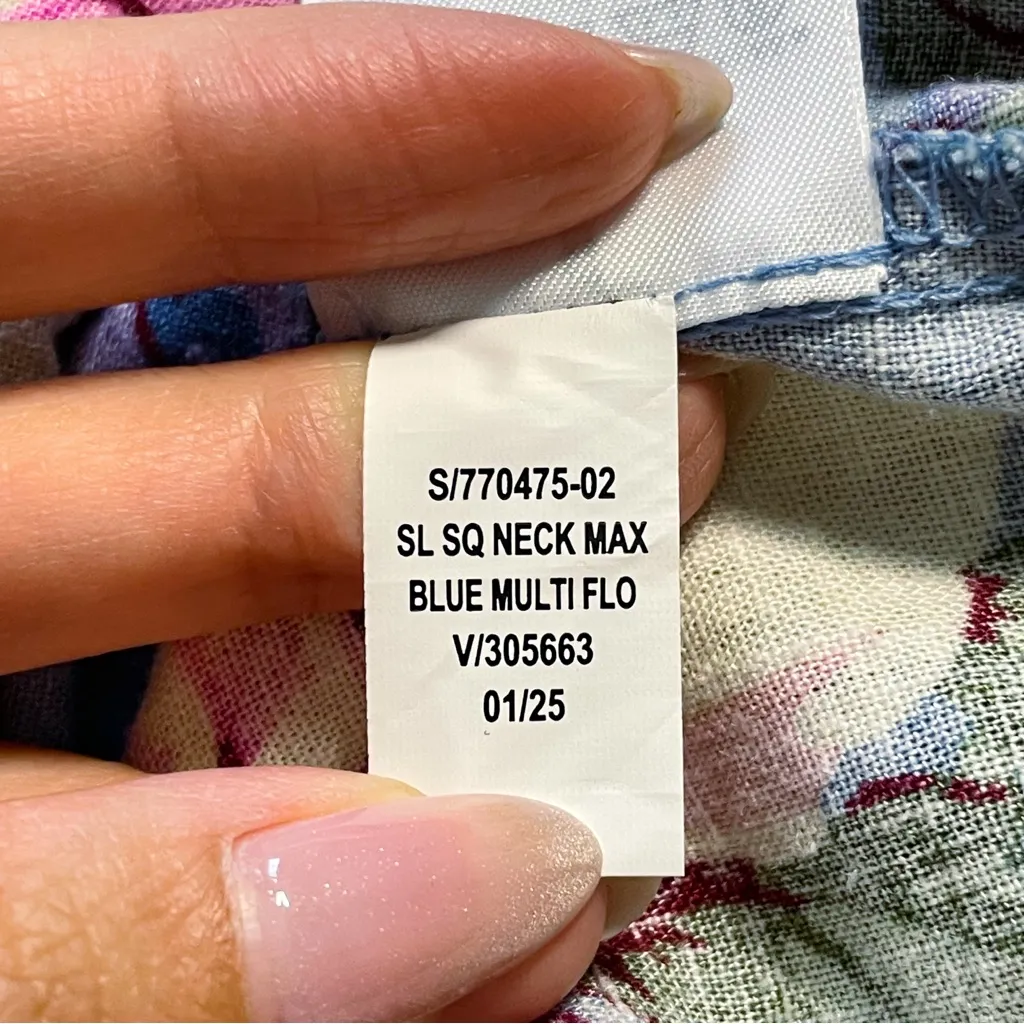 S/770475-02
SL SQ NECK MAX
BLUE MULTI FLO
V/305663
01/25